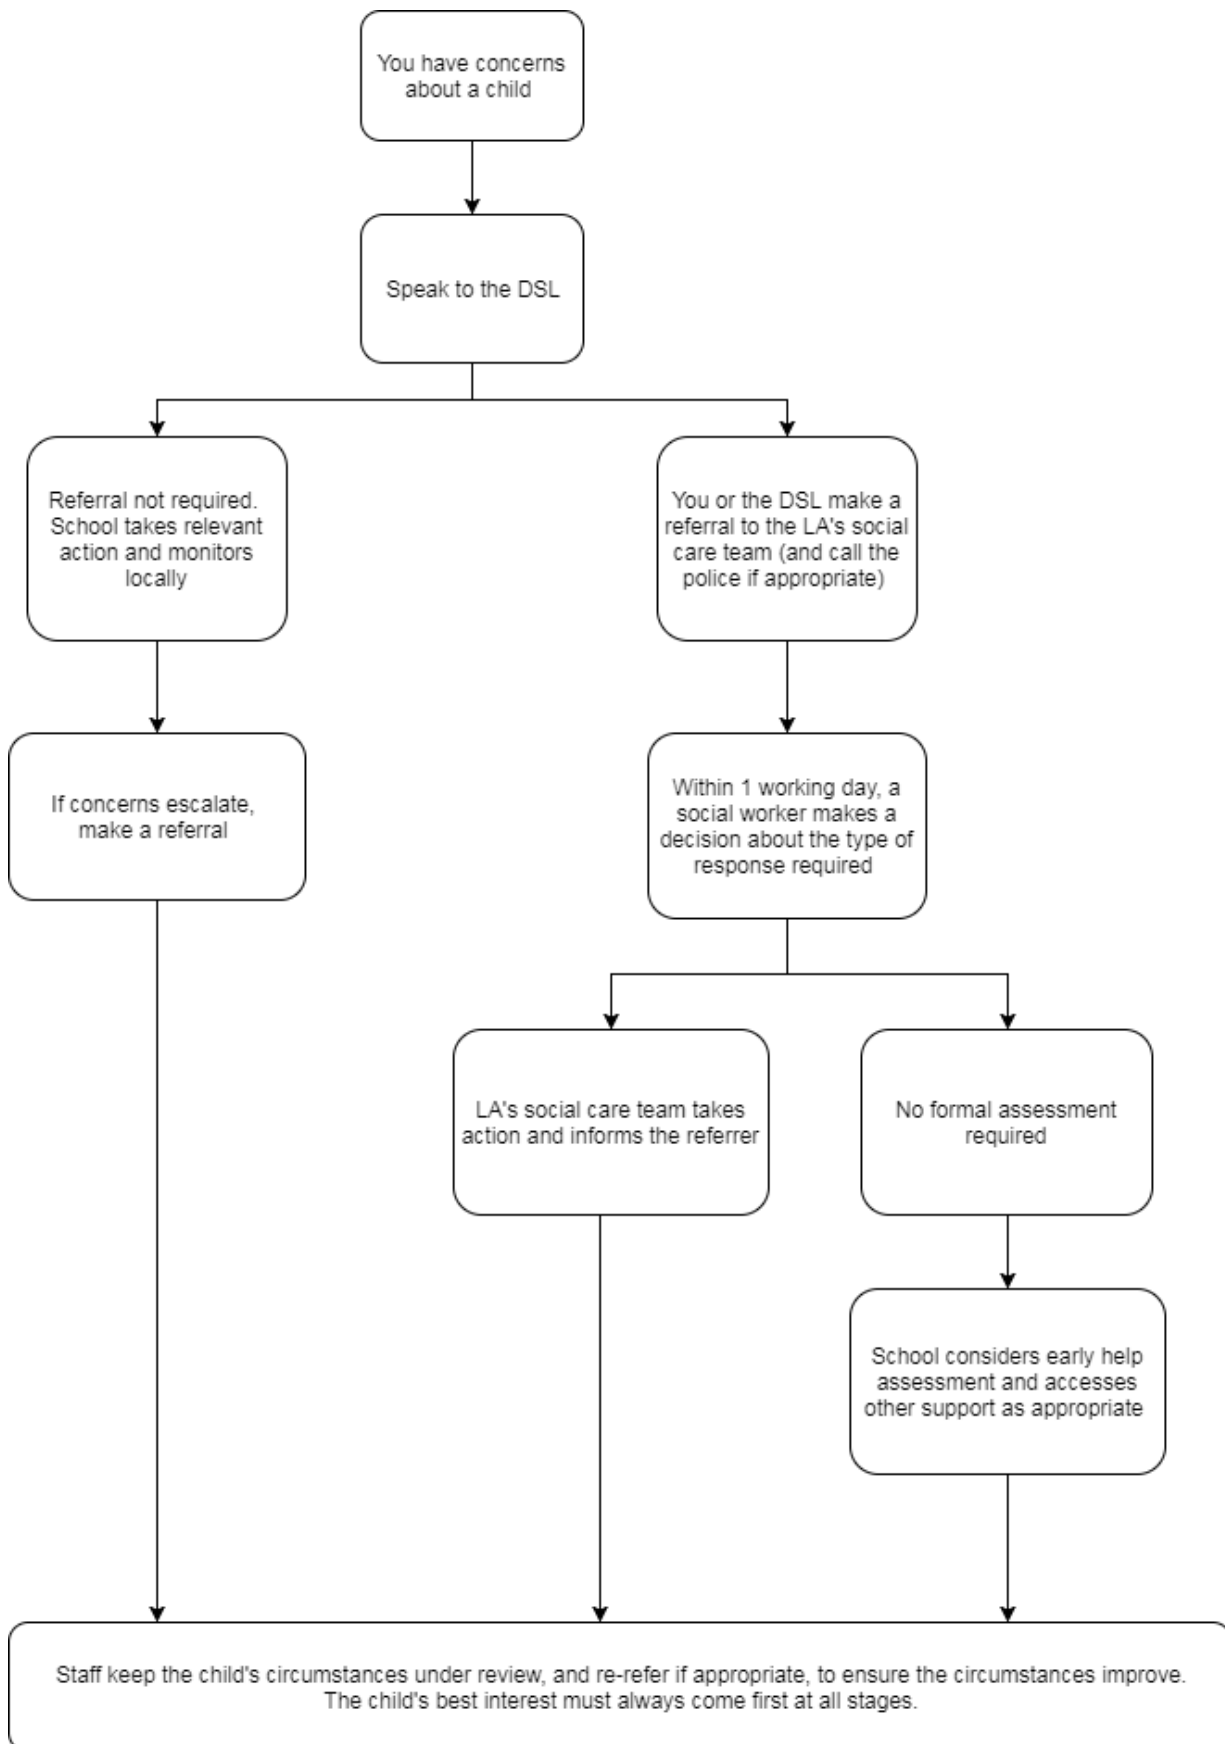 You have concerns
about a child
Speak to the DSL
Referral not required.
School takes relevant
action and monitors
locally
You or the DSL make a
referral to the LA's social
care team (and call the
police if appropriate)
If concerns escalate,
make a referral
Within 1 working day, a
social worker makes a
decision about the type of
response required
LA's social care team takes
action and informs the referrer
No formal assessment
required
School considers early help
assessment and accesses
other support as appropriate
Staff keep the child's circumstances under review, and re-refer if appropriate, to ensure the circumstances improve.
The child's best interest must always come first at all stages.